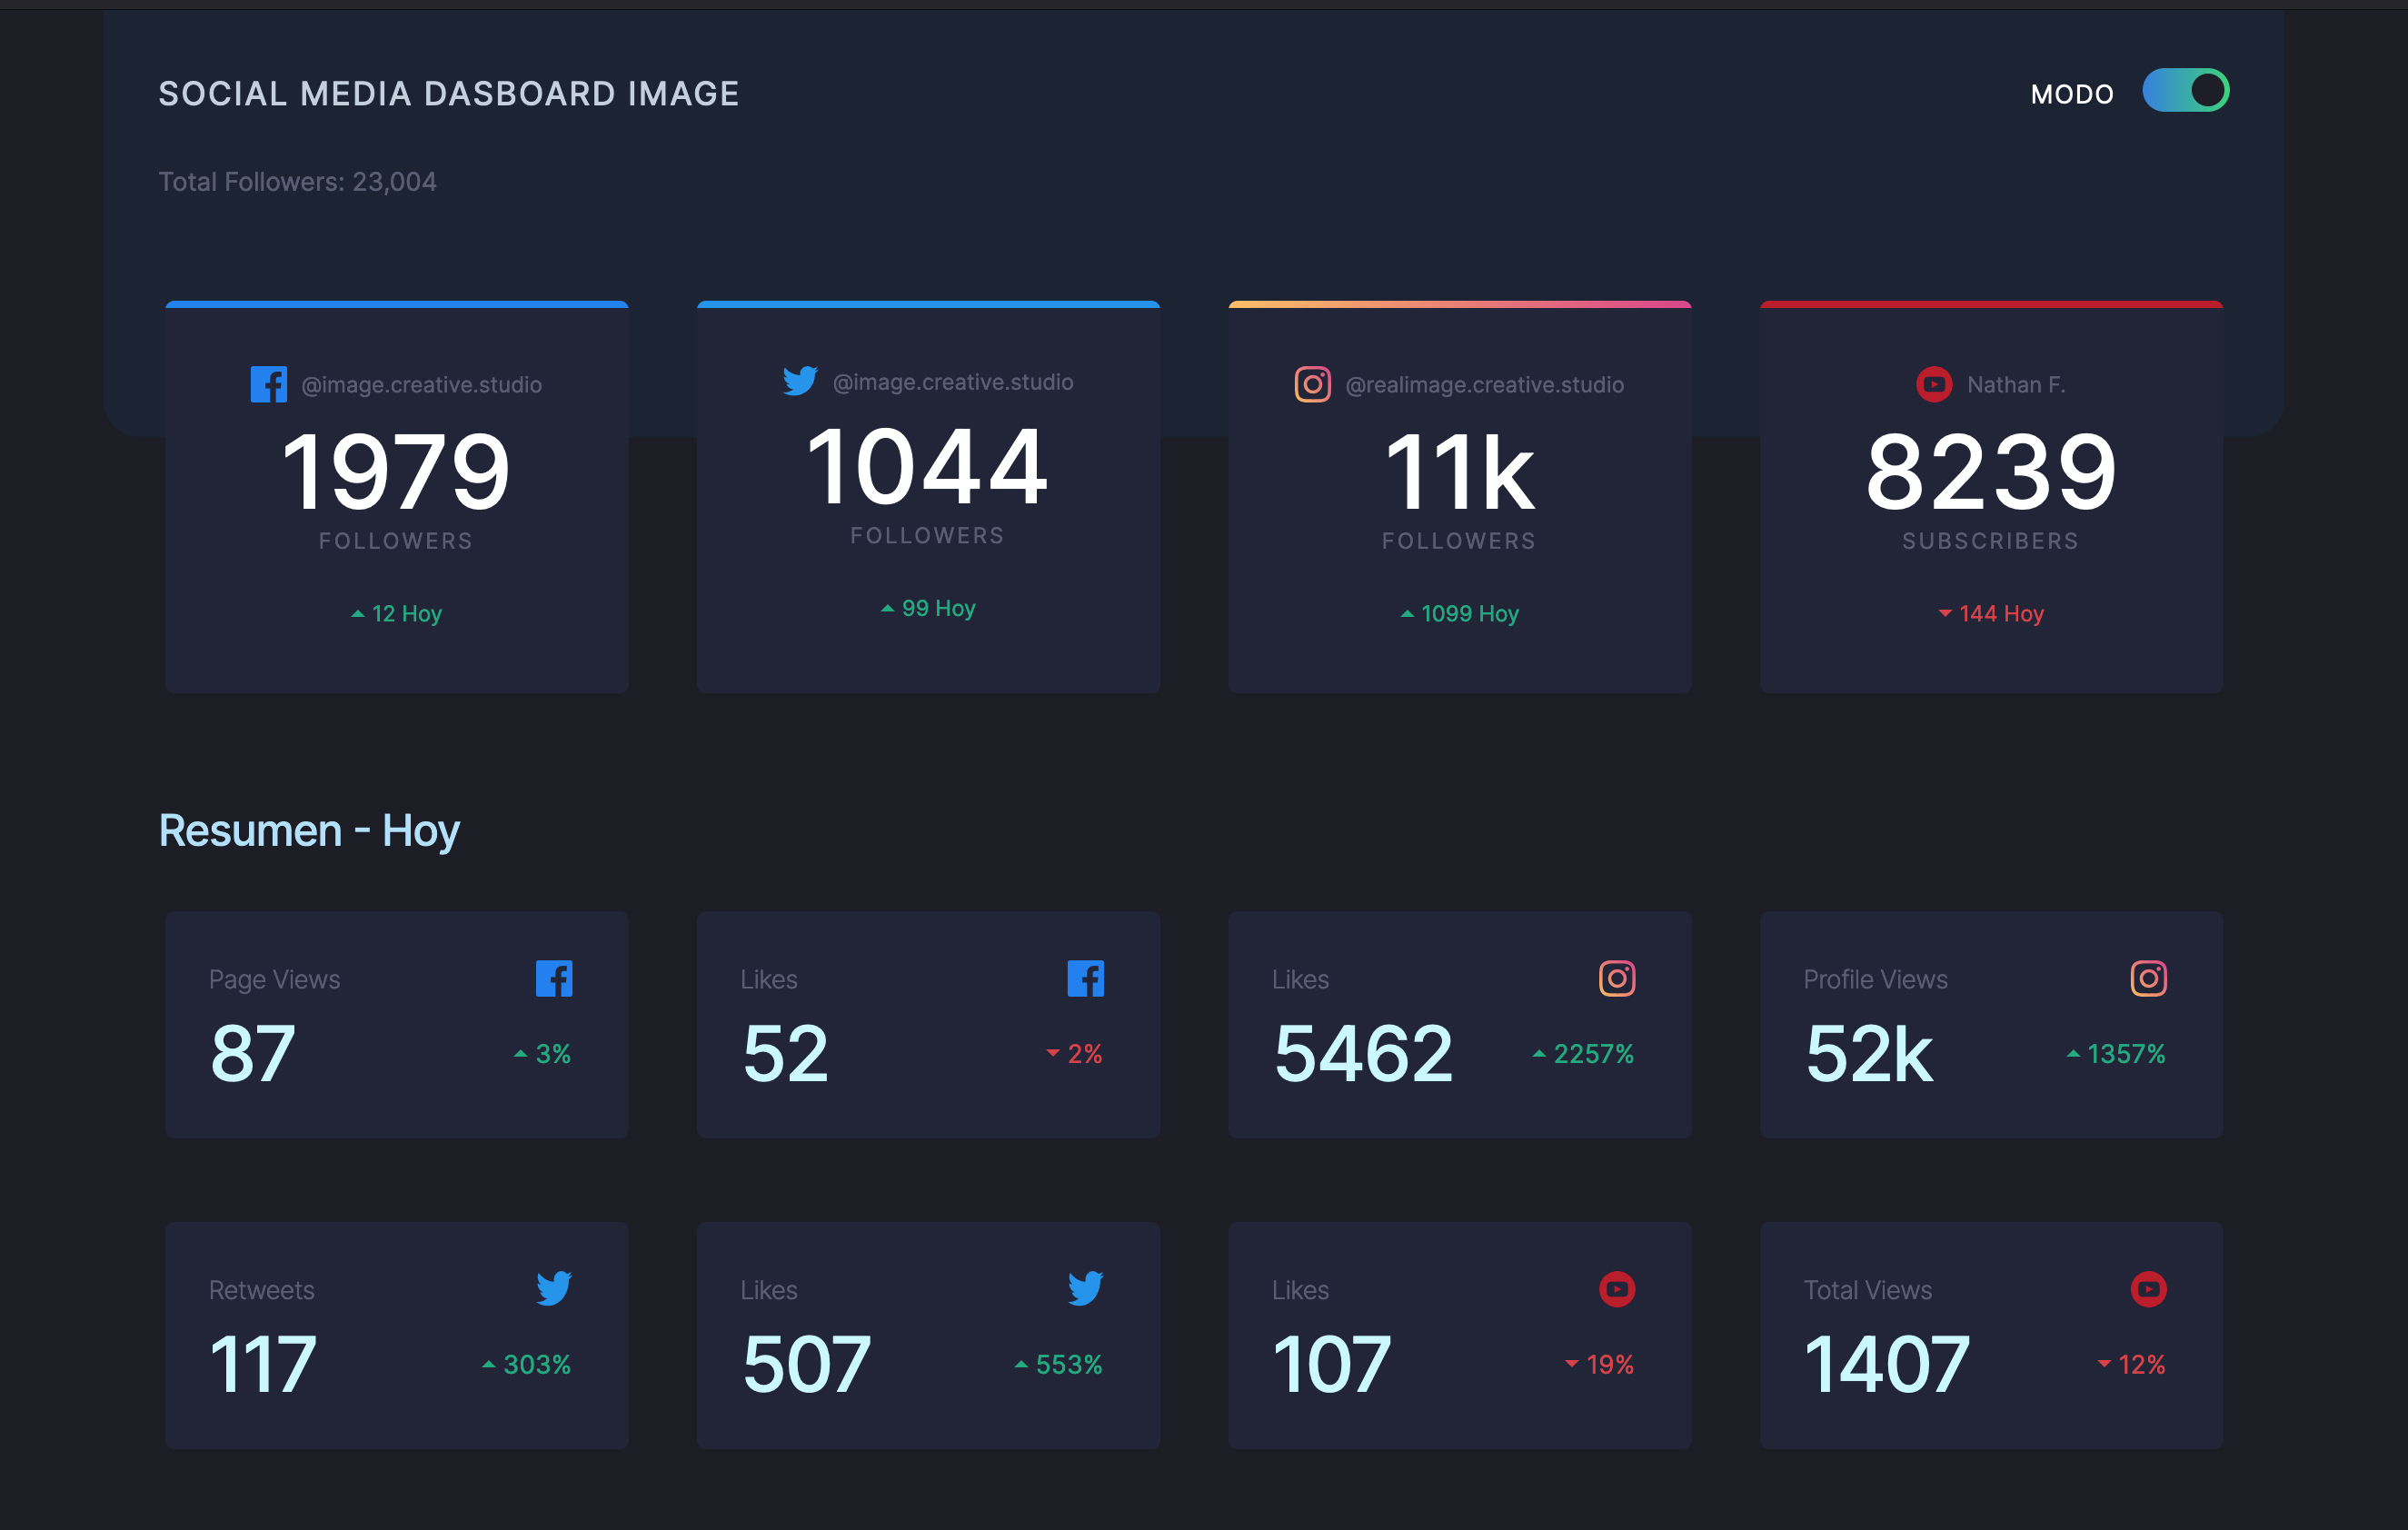 SOCIAL MEDIA DASBOARD IMAGE
MODO
Total Followers: 23,004
@image.creative.studio
1979
FOLLOWERS
12 Hoy
@image.creative.studio
1044
FOLLOWERS
99 Hoy
@realimage.creative.studio
11k
FOLLOWERS
1099 Hoy
Nathan F.
8239
SUBSCRIBERS
144 Hoy
Resumen - Hoy
Page Views
87
3%
Likes
52
2%
Likes
5462
2257%
Profile Views
52k
1357%
Retweets
117
303%
Likes
507
553%
Likes
107
19%
Total Views
1407
12%